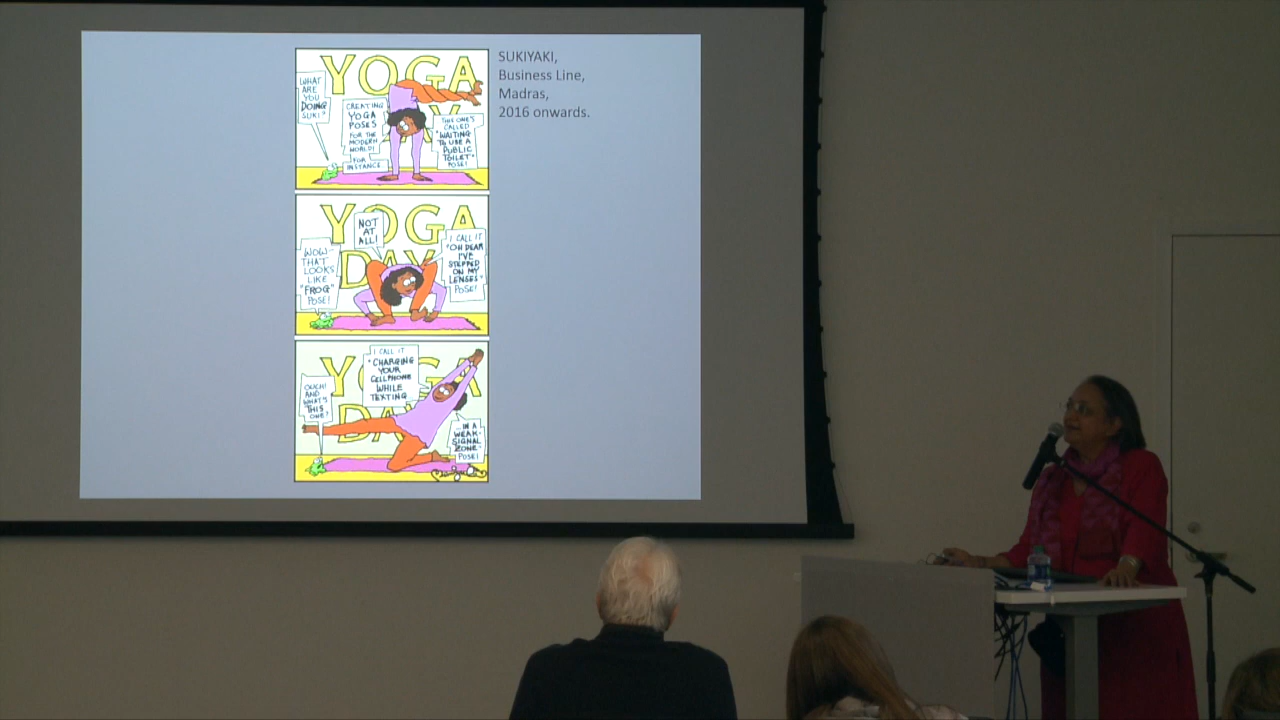 SUKIYAKI,
Business Line,
Madras,
2016 onwards.
YOGA
DAY
WHAT
ARE
YOU
DOING
SUKI?
CREATING
YOGA
POSES
FOR THE
MODERN
WORLD!
FOR
INSTANCE
THIS ONE'S
CALLED
"WAITING
TO USE A
PUBLIC
TOILET"
POSE!
YOGA
DAY
WOW-
THAT
LOOKS
LIKE
"FROG"
POSE!
NOT
AT
ALL!
I CALL IT
"OH DEAR
I'VE
STEPPED
ON MY
LENSES"
POSE!
YOGA
DAY
OUCH!
AND
WHAT'S
THIS
ONE?
I CALL IT
"CHARGING
YOUR
CELLPHONE
WHILE
TEXTING
...IN A
WEAK-
SIGNAL
ZONE"
POSE!